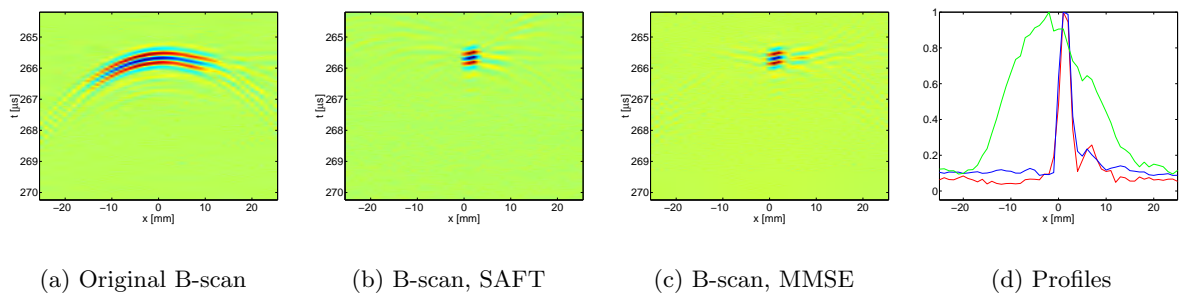 265
266
267
268
269
270
t [µs]
−20 −10 0 10 20
x [mm]
265
266
267
268
269
270
t [µs]
−20 −10 0 10 20
x [mm]
265
266
267
268
269
270
t [µs]
−20 −10 0 10 20
x [mm]
1
0.8
0.6
0.4
0.2
0
−20 −10 0 10 20
x [mm]
(a) Original B-scan
(b) B-scan, SAFT
(c) B-scan, MMSE
(d) Profiles